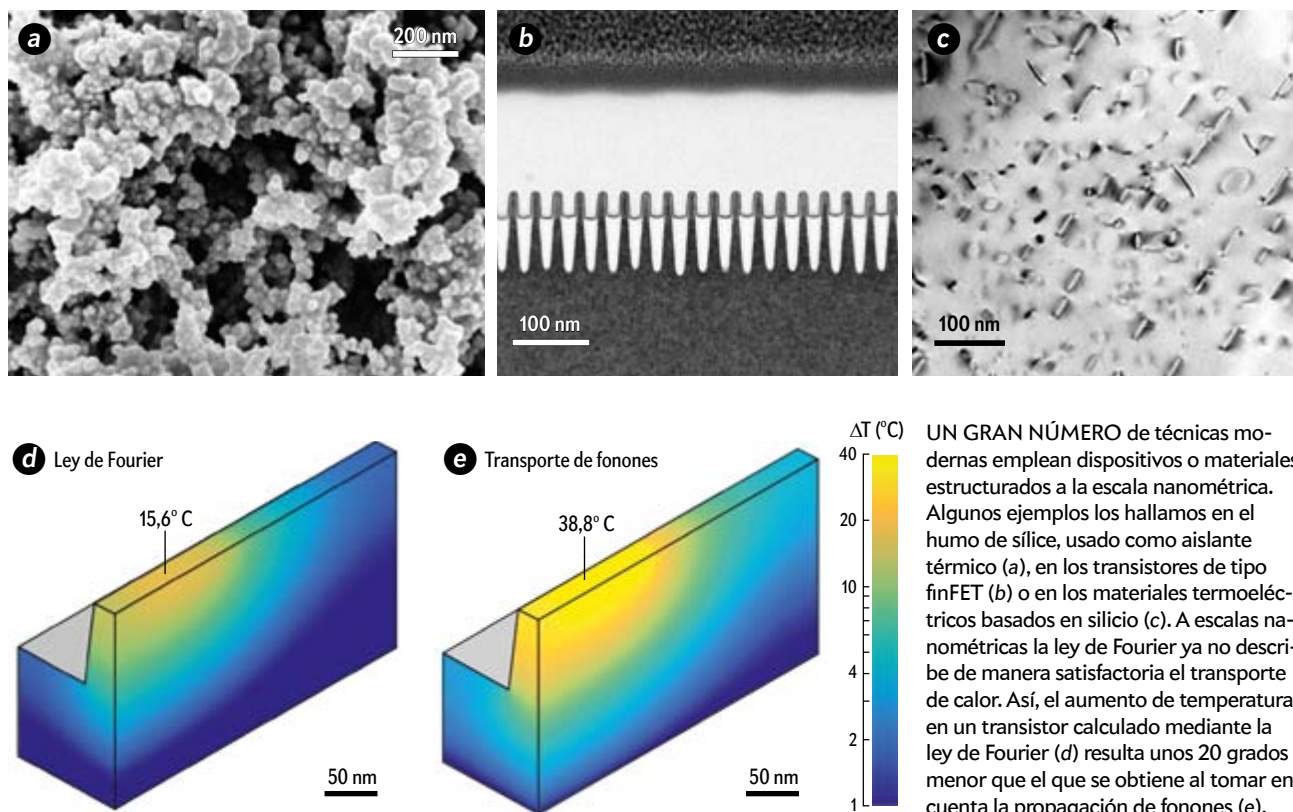 a
200 nm
b
100 nm
c
100 nm
d Ley de Fourier
15,6° C
50 nm
e Transporte de fonones
38,8° C
50 nm
ΔT (°C)
40
20
10
4
2
1
UN GRAN NÚMERO de técnicas mo-
dernas emplean dispositivos o materiales
estructurados a la escala nanométrica.
Algunos ejemplos los hallamos en el
humo de sílice, usado como aislante
térmico (a), en los transistores de tipo
finFET (b) o en los materiales termoeléc-
tricos basados en silicio (c). A escalas na-
nométricas la ley de Fourier ya no descri-
be de manera satisfactoria el transporte
de calor. Así, el aumento de temperatura
en un transistor calculado mediante la
ley de Fourier (d) resulta unos 20 grados
menor que el que se obtiene al tomar en
cuenta la propagación de fonones (e).